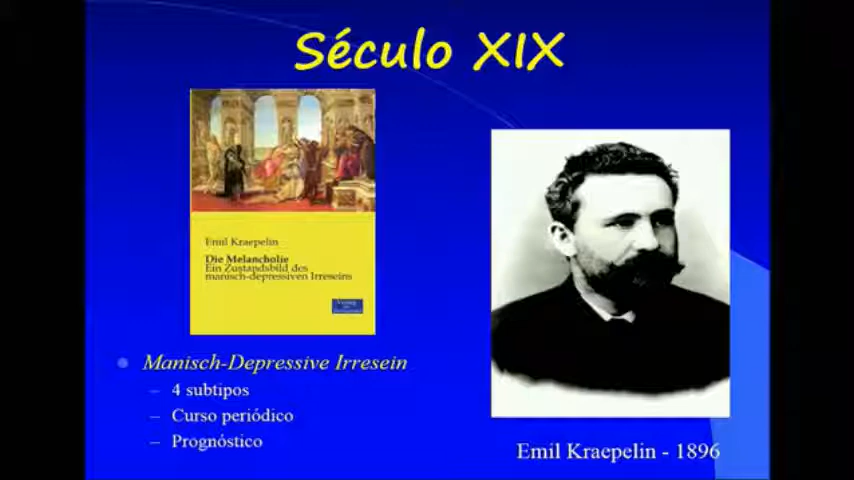 Século XIX
Emil Kraepelin
Die Melancholie
Ein Zustandsbild des
manisch-depressiven Irreseins
Manisch-Depressive Irresein
– 4 subtipos
– Curso periódico
– Prognóstico
Emil Kraepelin - 1896